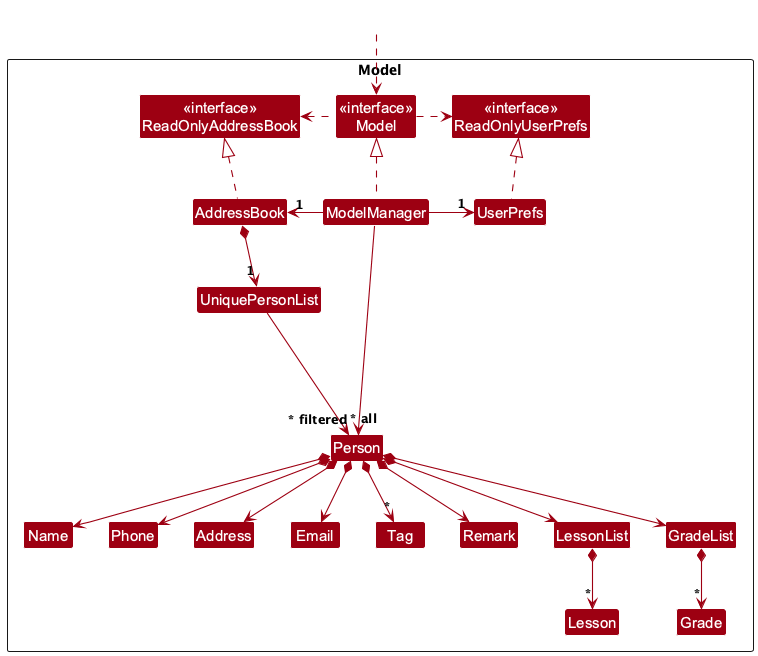 Model
«interface»
ReadOnlyAddressBook
«interface»
Model
«interface»
ReadOnlyUserPrefs
AddressBook
1
ModelManager
1
UserPrefs
1
UniquePersonList
* filtered
* all
Person
*
Name
Phone
Address
Email
Tag
Remark
LessonList
GradeList
*
*
Lesson
Grade